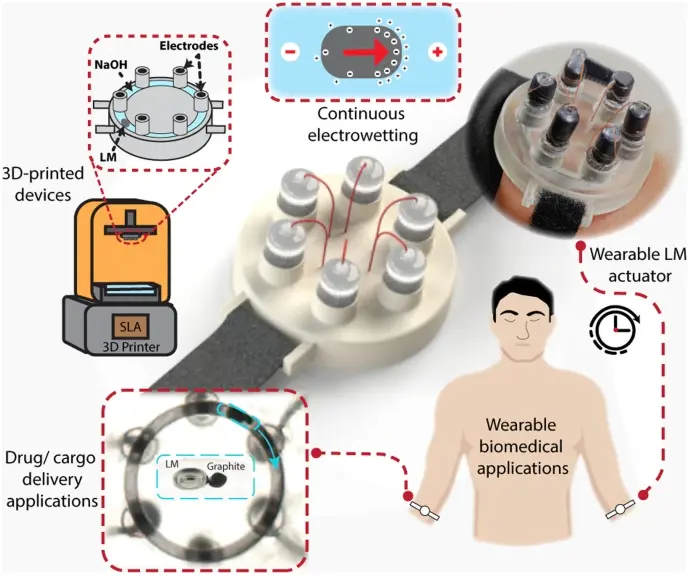 Electrodes
NaOH
LM
3D-printed
devices
SLA
3D Printer
−
+
Continuous
electrowetting
Wearable LM
actuator
Drug/ cargo
delivery
applications
LM
Graphite
Wearable
biomedical
applications